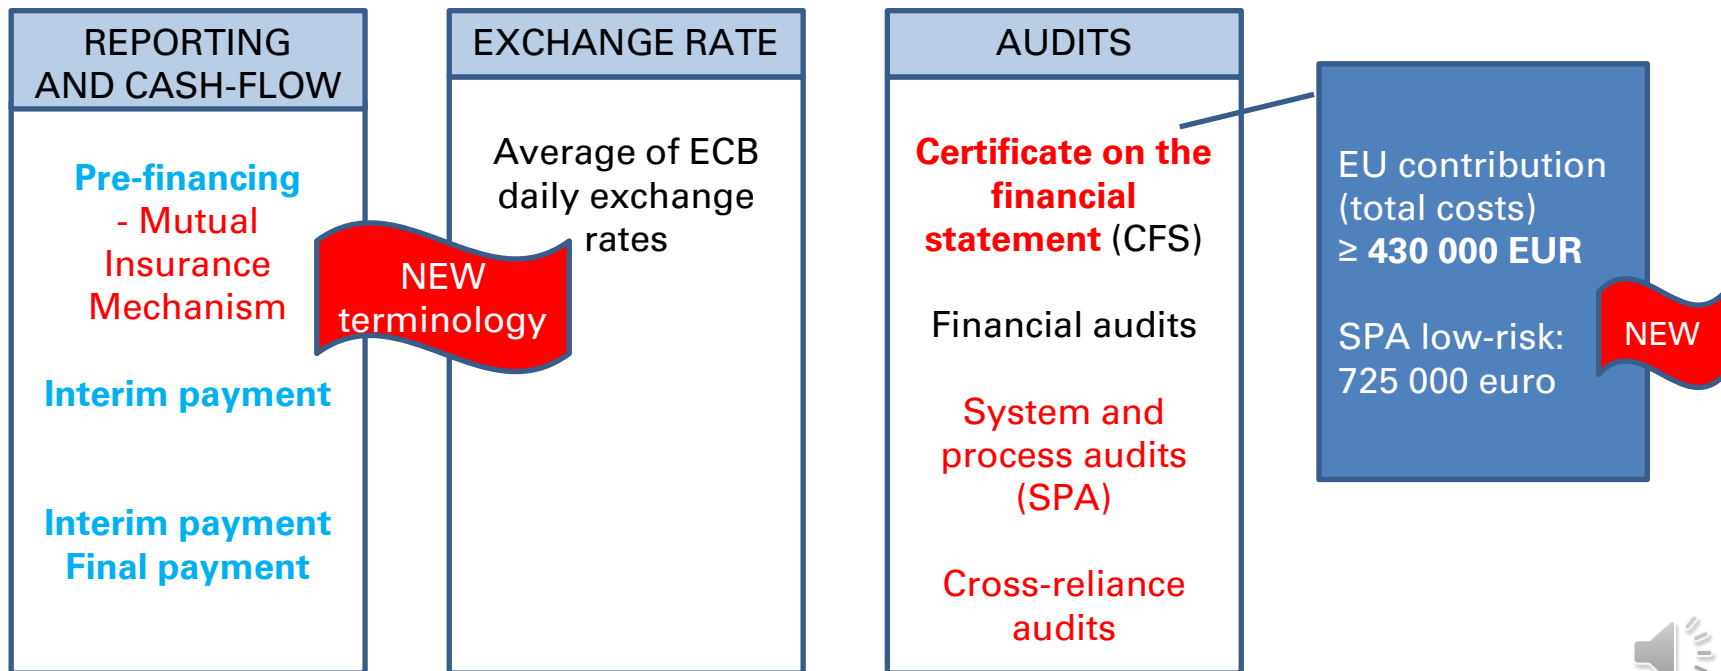 REPORTING
AND CASH-FLOW
Pre-financing
- Mutual
Insurance
Mechanism
Interim payment
Interim payment
Final payment
NEW
terminology
EXCHANGE RATE
Average of ECB
daily exchange
rates
AUDITS
Certificate on the
financial
statement (CFS)
Financial audits
System and
process audits
(SPA)
Cross-reliance
audits
EU contribution
(total costs)
≥ 430 000 EUR
SPA low-risk:
725 000 euro
NEW